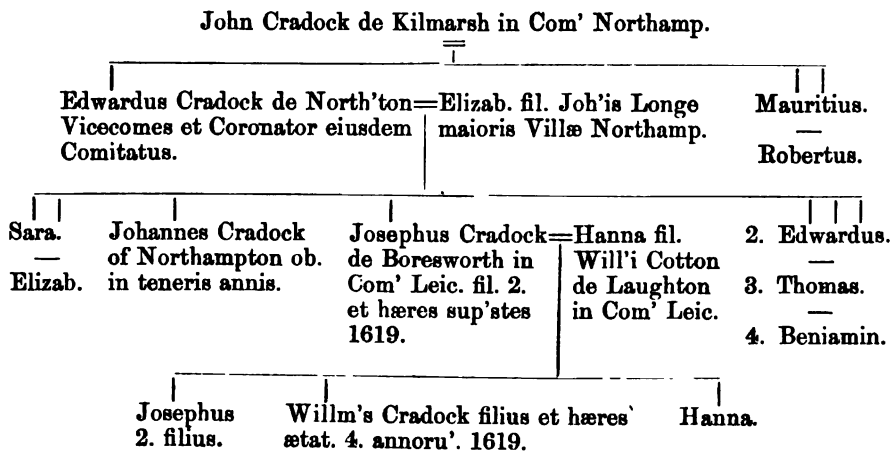 John Cradock de Kilmarsh in Com' Northamp.
Edwardus Cradock de North'ton=Elizab. fil. Joh'is Longe
Vicecomes et Coronator eiusdem
Comitatus.
maioris Villæ Northamp.
Mauritius.
—
Robertus.
Sara.
—
Elizab.
Johannes Cradock
of Northampton ob.
in teneris annis.
Josephus Cradock=Hanna fil.
de Boresworth in
Com' Leic. fil. 2.
et hæres sup'stes
1619.
Will'i Cotton
de Laughton
in Com' Leic.
2. Edwardus.
—
3. Thomas.
—
4. Beniamin.
Josephus
2. filius.
Willm's Cradock filius et hæres'
ætat. 4. annoru'. 1619.
Hanna.